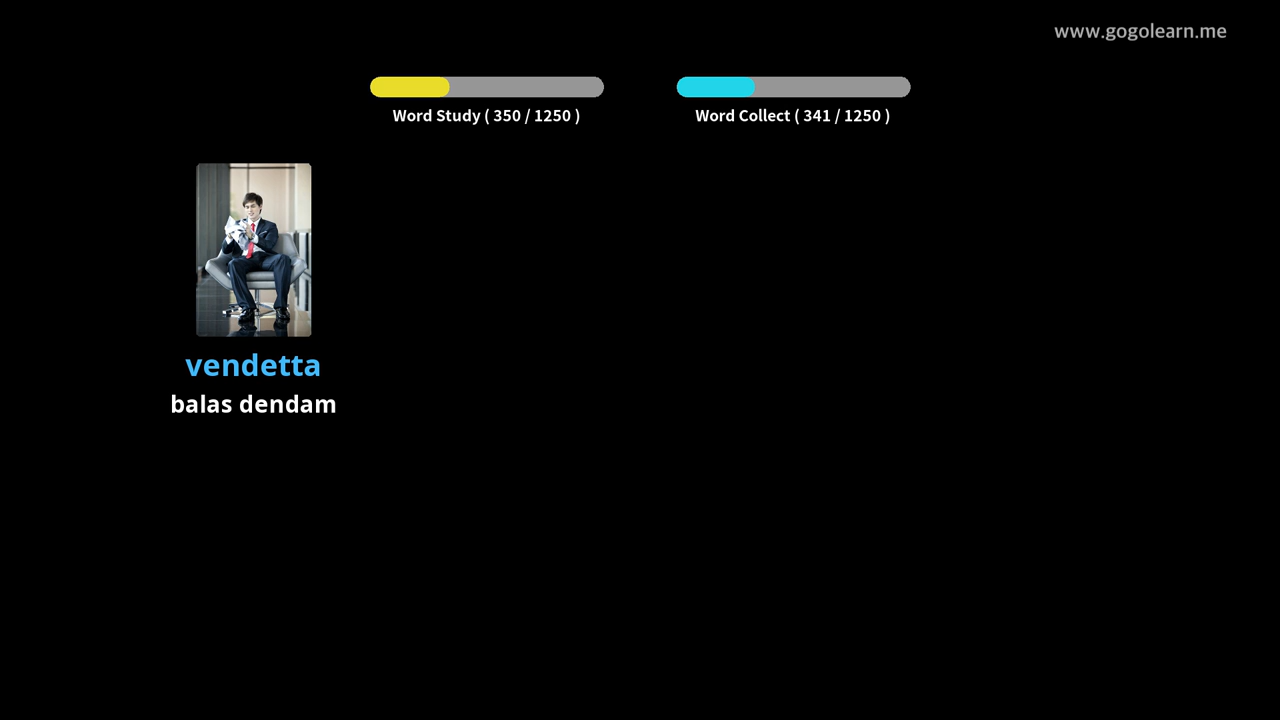 www.gogolearn.me
Word Study ( 350 / 1250 )
Word Collect ( 341 / 1250 )
vendetta
balas dendam